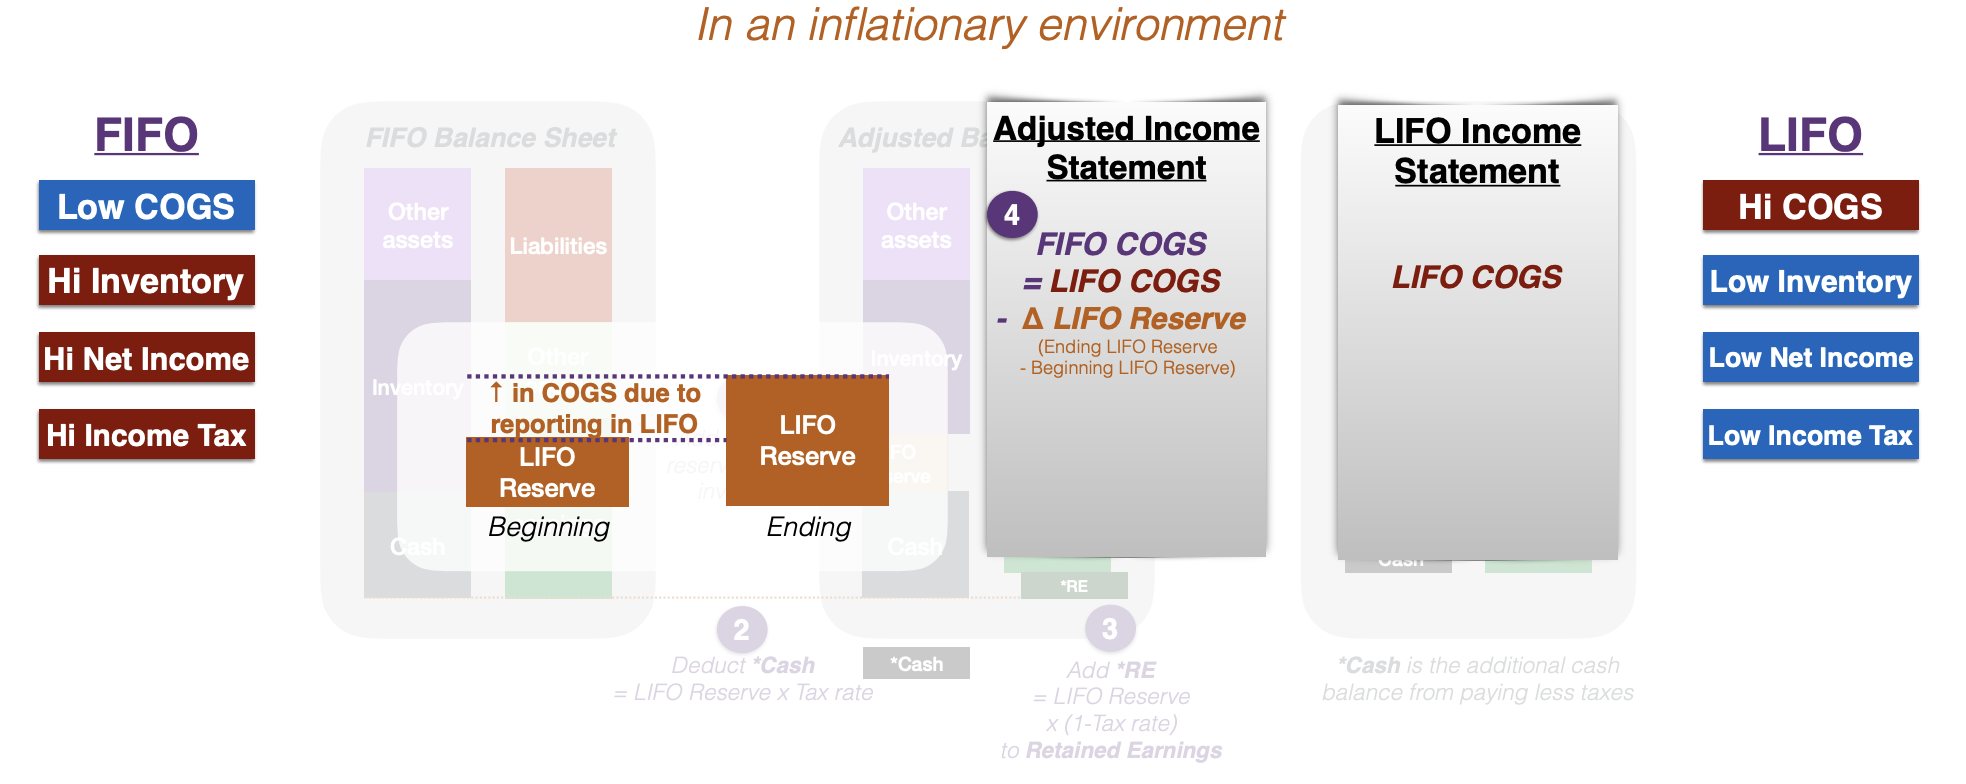 In an inflationary environment
FIFO
Low COGS
Hi Inventory
Hi Net Income
Hi Income Tax
FIFO Balance Sheet
Other
assets
Liabilities
Inventory
Other
Cash
↑ in COGS due to
reporting in LIFO
LIFO
Reserve
Beginning
LIFO
Reserve
Ending
2
Deduct *Cash
= LIFO Reserve x Tax rate
Adjusted Ba
Other
assets
Inventory
Cash
*Cash
*RE
3
Add *RE
= LIFO Reserve
x (1-Tax rate)
to Retained Earnings
Adjusted Income
Statement
4
FIFO COGS
= LIFO COGS
- Δ LIFO Reserve
(Ending LIFO Reserve
- Beginning LIFO Reserve)
LIFO Income
Statement
LIFO COGS
Cash
*Cash is the additional cash
balance from paying less taxes
LIFO
Hi COGS
Low Inventory
Low Net Income
Low Income Tax